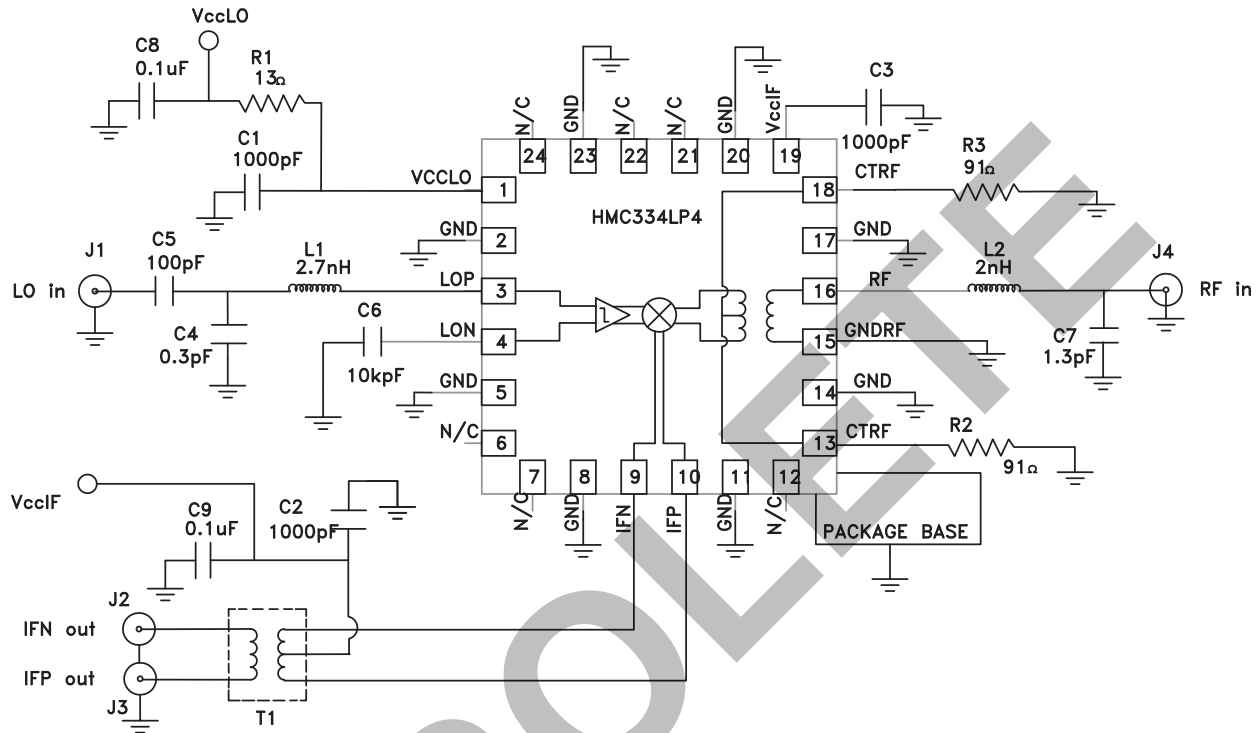 VccLO
C8
0.1uF
R1
13Ω
C1
1000pF
N/C
GND
N/C
N/C
GND
VccIF
C3
1000pF
24
23
22
21
20
19
VCCLO
1
GND
2
LOP
3
LON
4
GND
5
N/C
6
HMC334LP4
18
CTRF
R3
91Ω
17
GND
16
RF
L2
2nH
J4
RF in
15
GNDRF
C7
1.3pF
14
GND
13
CTRF
R2
91Ω
J1
LO in
C5
100pF
L1
2.7nH
C4
0.3pF
C6
10kpF
7
8
9
10
11
12
N/C
GND
IFN
IFP
GND
N/C
PACKAGE BASE
VccIF
C9
0.1uF
C2
1000pF
J2
IFN out
IFP out
J3
T1
OLETE